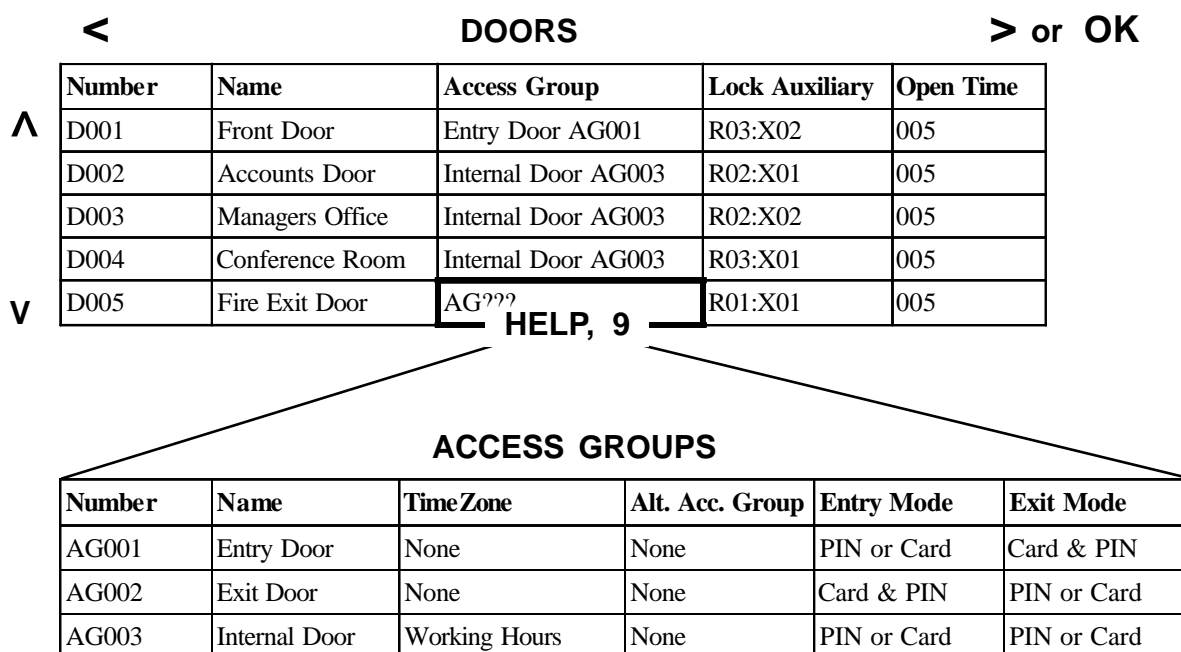 < DOORS > or OK
Number Name Access Group Lock Auxiliary Open Time
Λ D001 Front Door Entry Door AG001 R03:X02 005
D002 Accounts Door Internal Door AG003 R02:X01 005
D003 Managers Office Internal Door AG003 R02:X02 005
D004 Conference Room Internal Door AG003 R03:X01 005
V D005 Fire Exit Door AG??? R01:X01 005
HELP, 9
ACCESS GROUPS
Number Name TimeZone Alt. Acc. Group Entry Mode Exit Mode
AG001 Entry Door None None PIN or Card Card & PIN
AG002 Exit Door None None Card & PIN PIN or Card
AG003 Internal Door Working Hours None PIN or Card PIN or Card